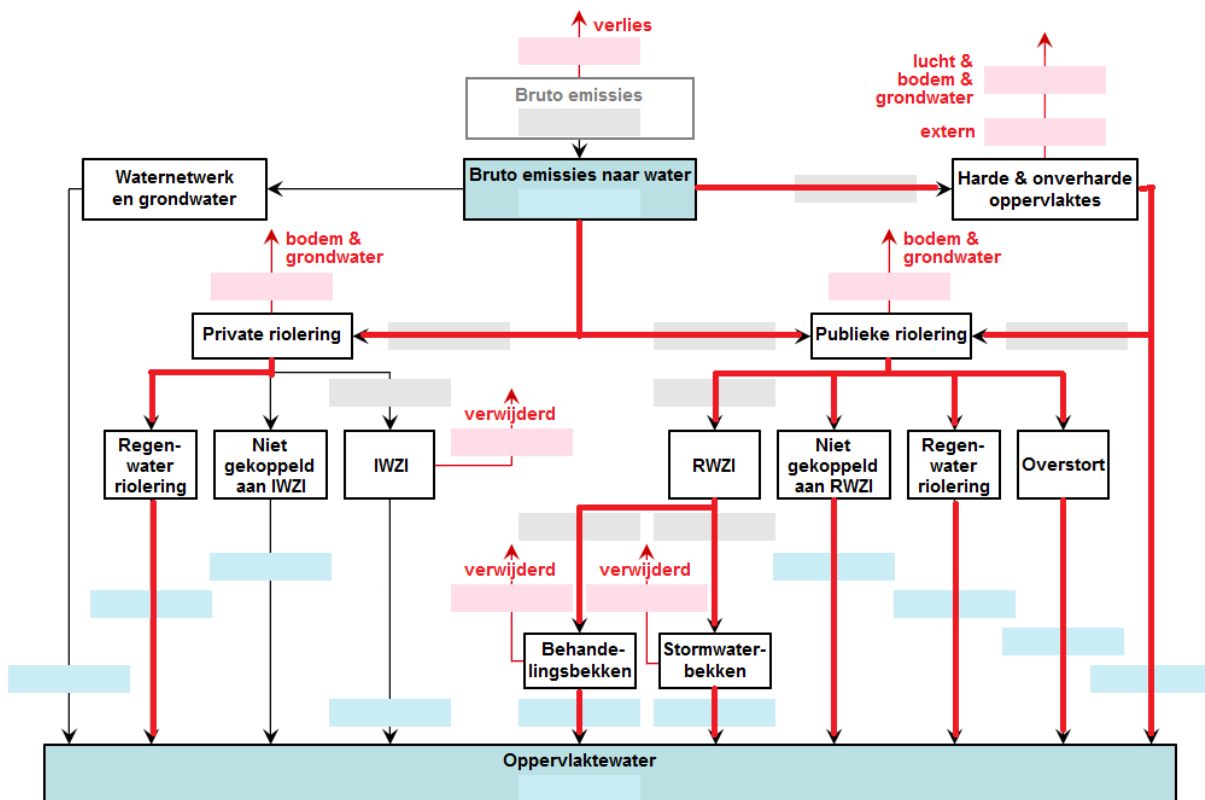 verlies
lucht &
bodem &
grondwater
extern
Bruto emissies
Waternetwerk
en grondwater
Bruto emissies naar water
Harde & onverharde
oppervlaktes
bodem &
grondwater
bodem &
grondwater
Private riolering
Publieke riolering
verwijderd
Regen-
water
riolering
Niet
gekoppeld
aan IWZI
IWZI
RWZI
Niet
gekoppeld
aan RWZI
Regen-
water
riolering
Overstort
verwijderd
verwijderd
Behande-
lingsbekken
Stormwater-
bekken
Oppervlaktewater